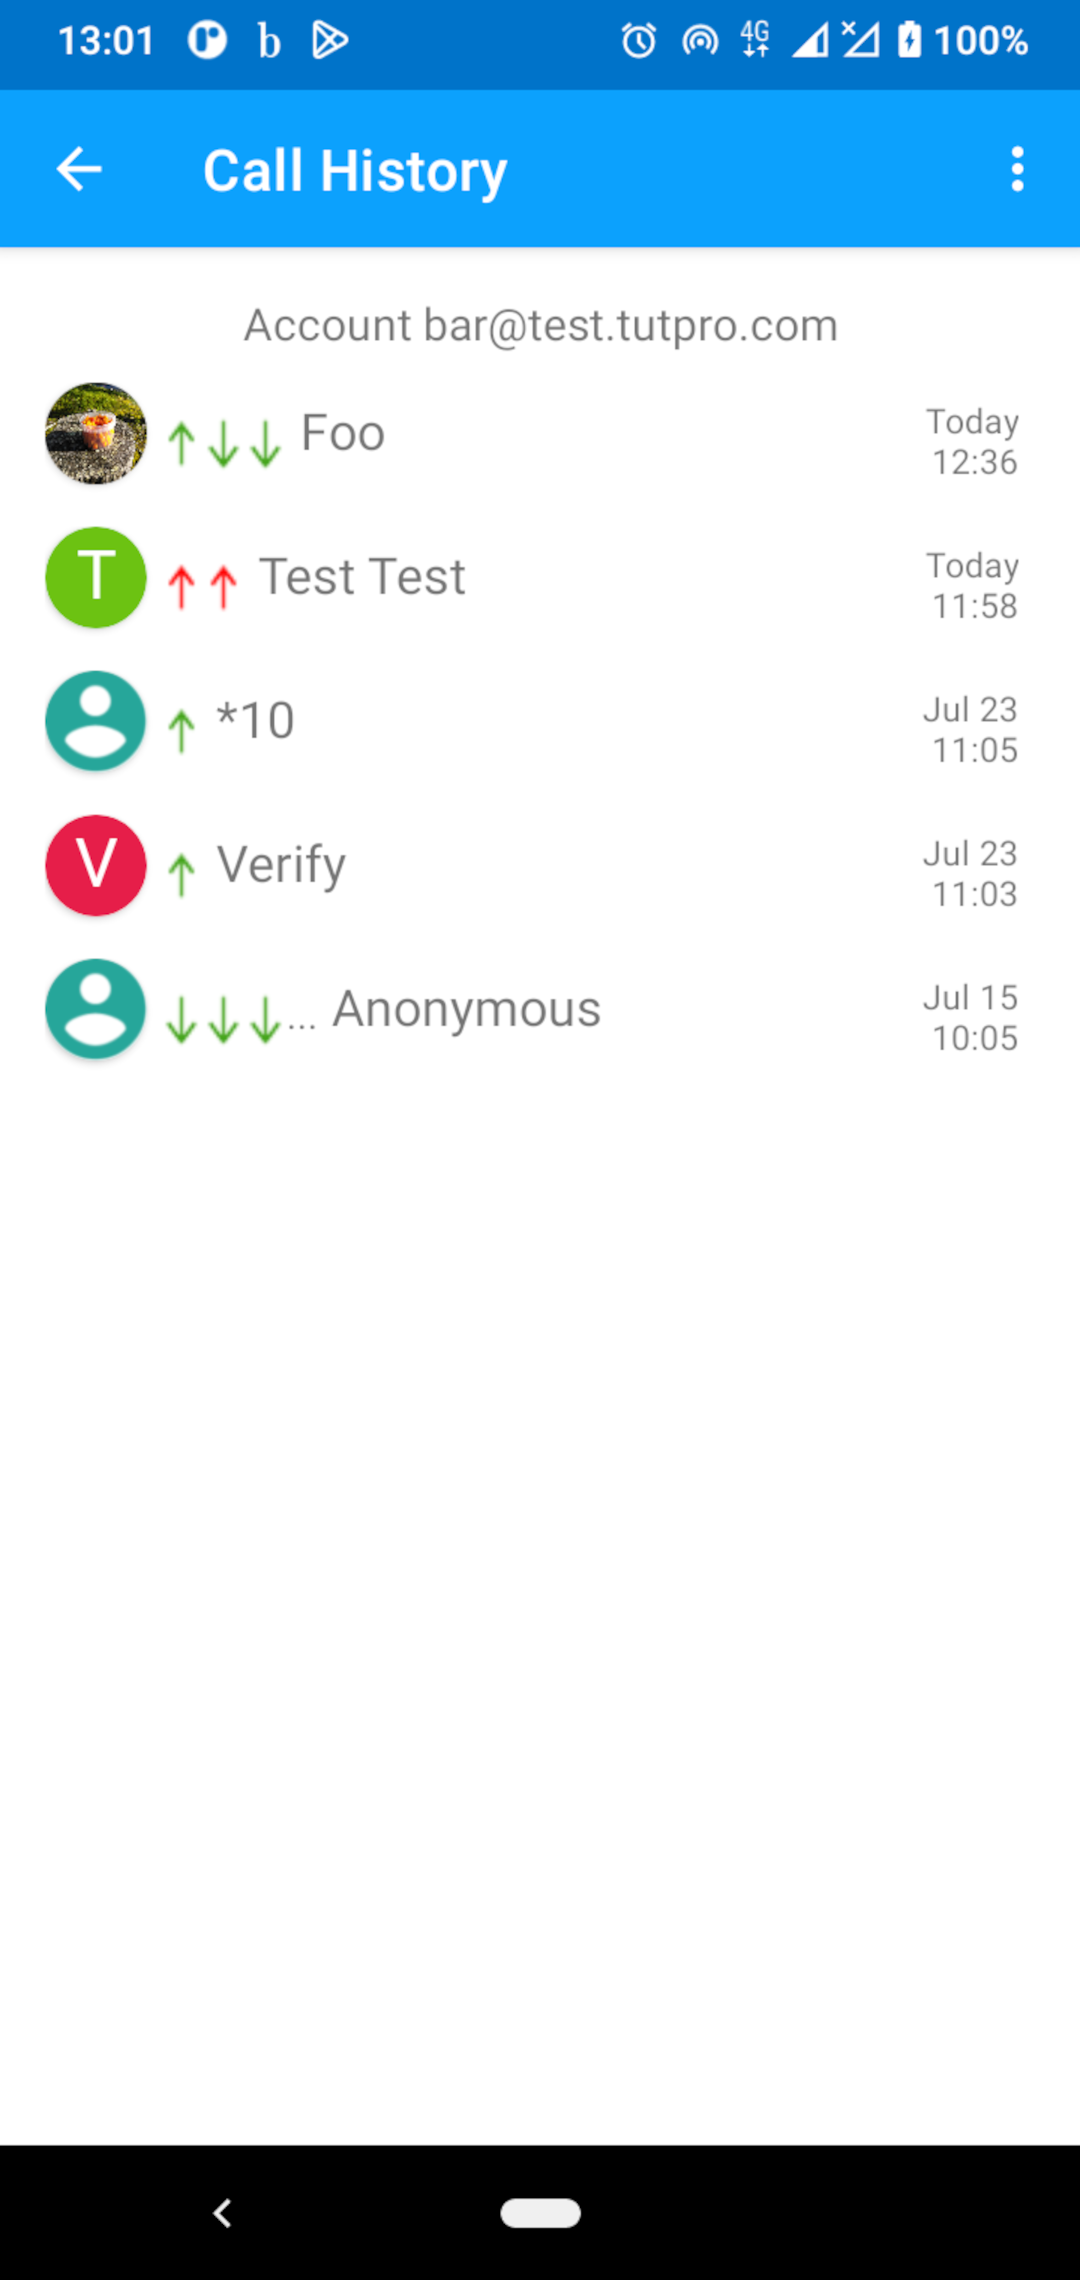 13:01 b 4G 100%
Call History
Account bar@test.tutpro.com
Foo Today
12:36
T Test Test Today
11:58
*10 Jul 23
11:05
V Verify Jul 23
11:03
... Anonymous Jul 15
10:05